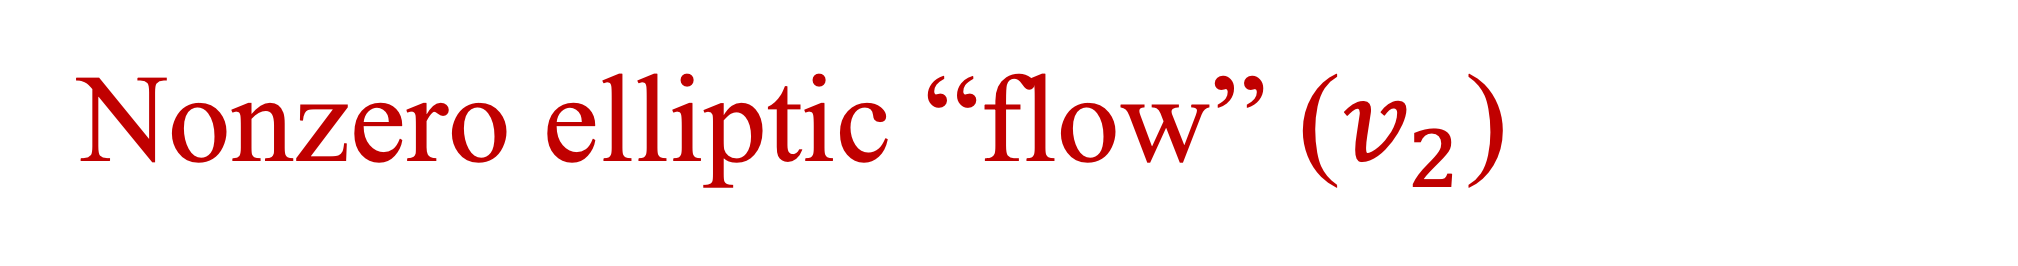 Nonzero elliptic “flow” (𝑣₂)